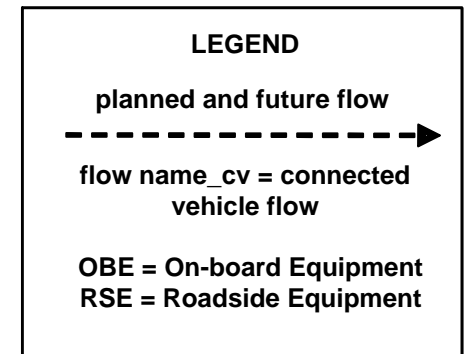 LEGEND
planned and future flow
flow name_cv = connected
vehicle flow
OBE = On-board Equipment
RSE = Roadside Equipment